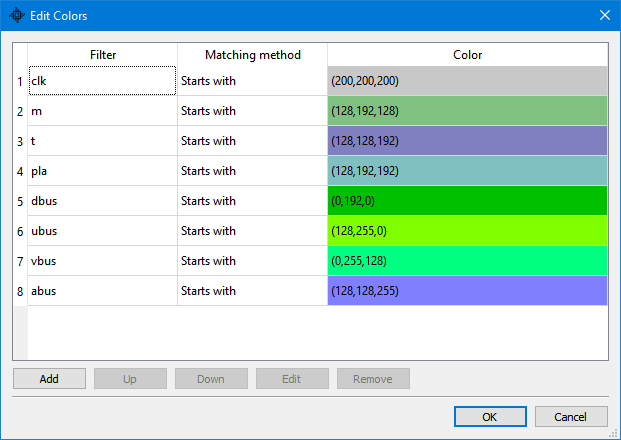 Edit Colors
Filter Matching method Color
1 clk Starts with (200,200,200)
2 m Starts with (128,192,128)
3 t Starts with (128,128,192)
4 pla Starts with (128,192,192)
5 dbus Starts with (0,192,0)
6 ubus Starts with (128,255,0)
7 vbus Starts with (0,255,128)
8 abus Starts with (128,128,255)
Add Up Down Edit Remove
OK Cancel